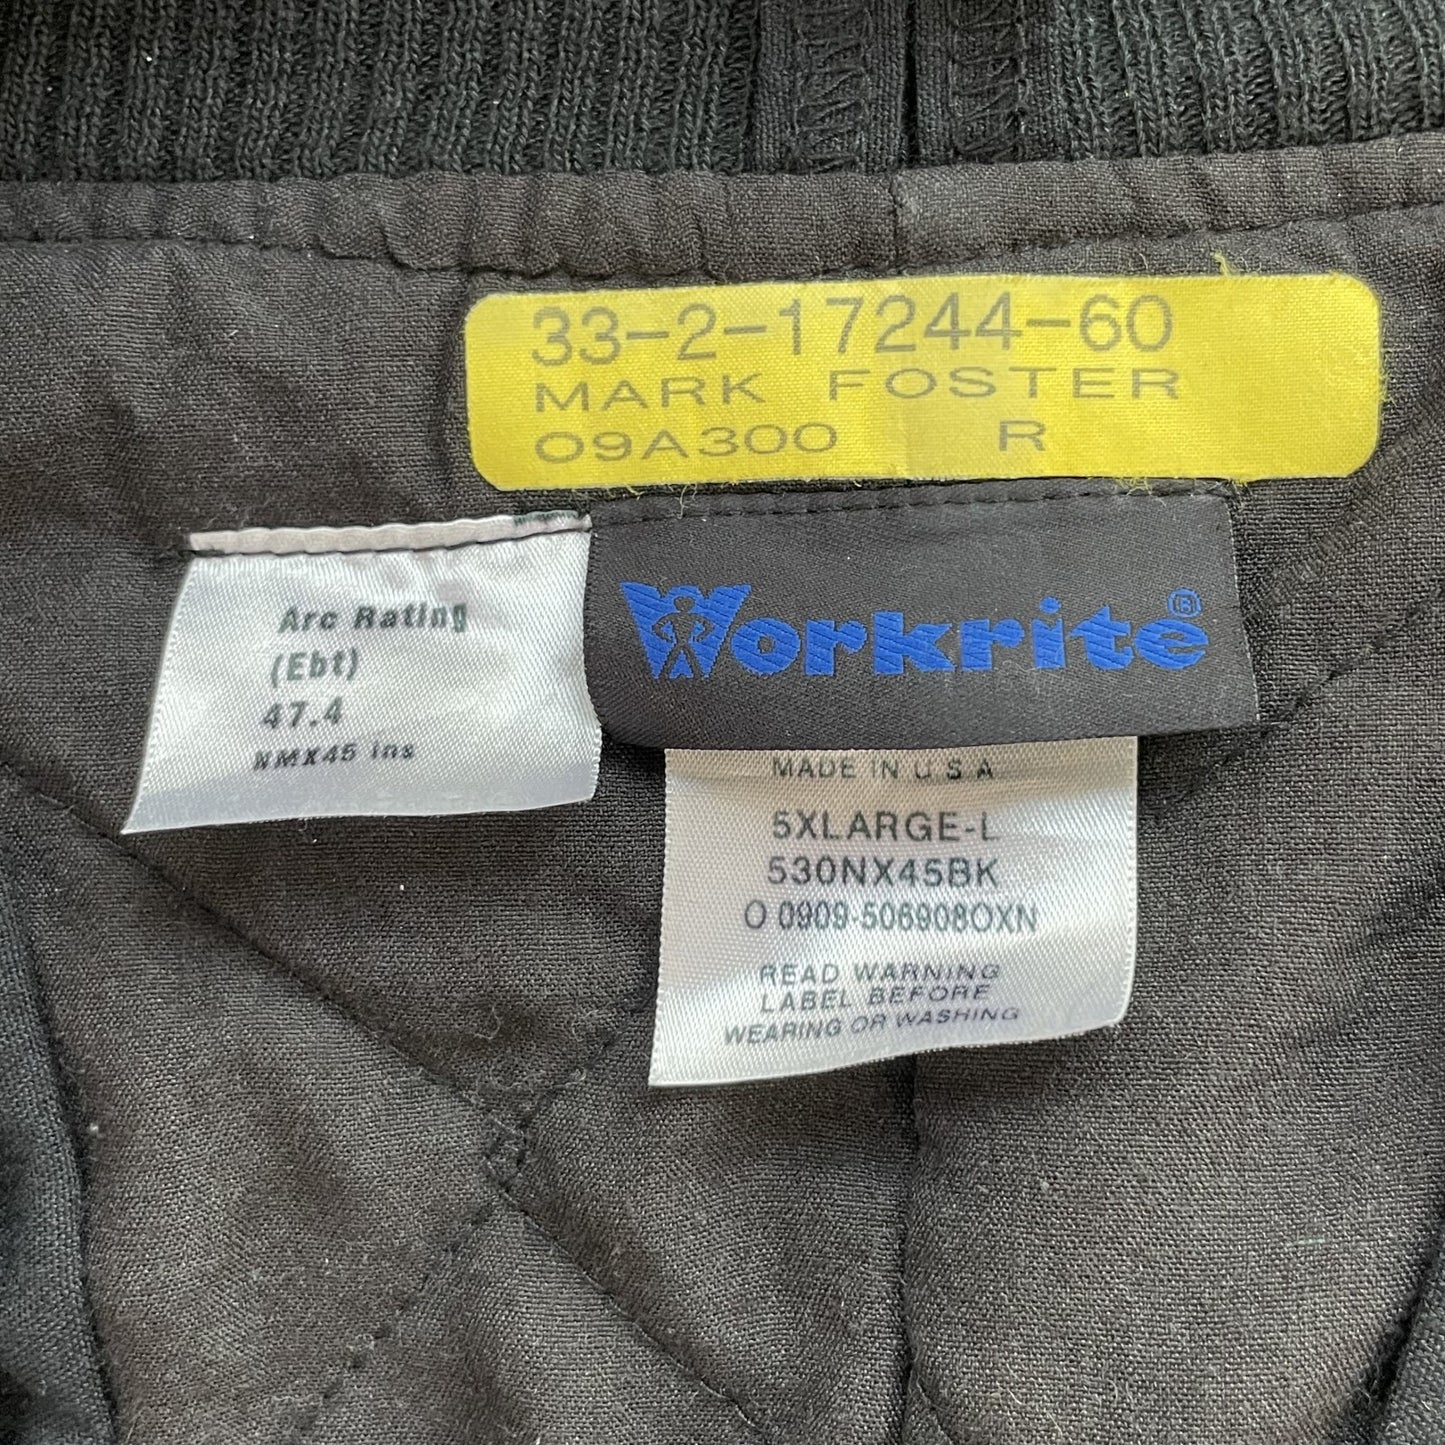 33-2-17244-60
MARK FOSTER
09A300 R
Arc Rating
(Ebt)
47.4
NMX45 ins
Workrite®
MADE IN U S A
5XLARGE-L
530NX45BK
O 0909-506908OXN
READ WARNING
LABEL BEFORE
WEARING OR WASHING